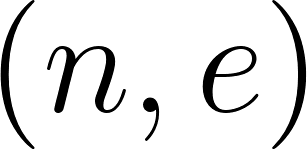 (n, e)